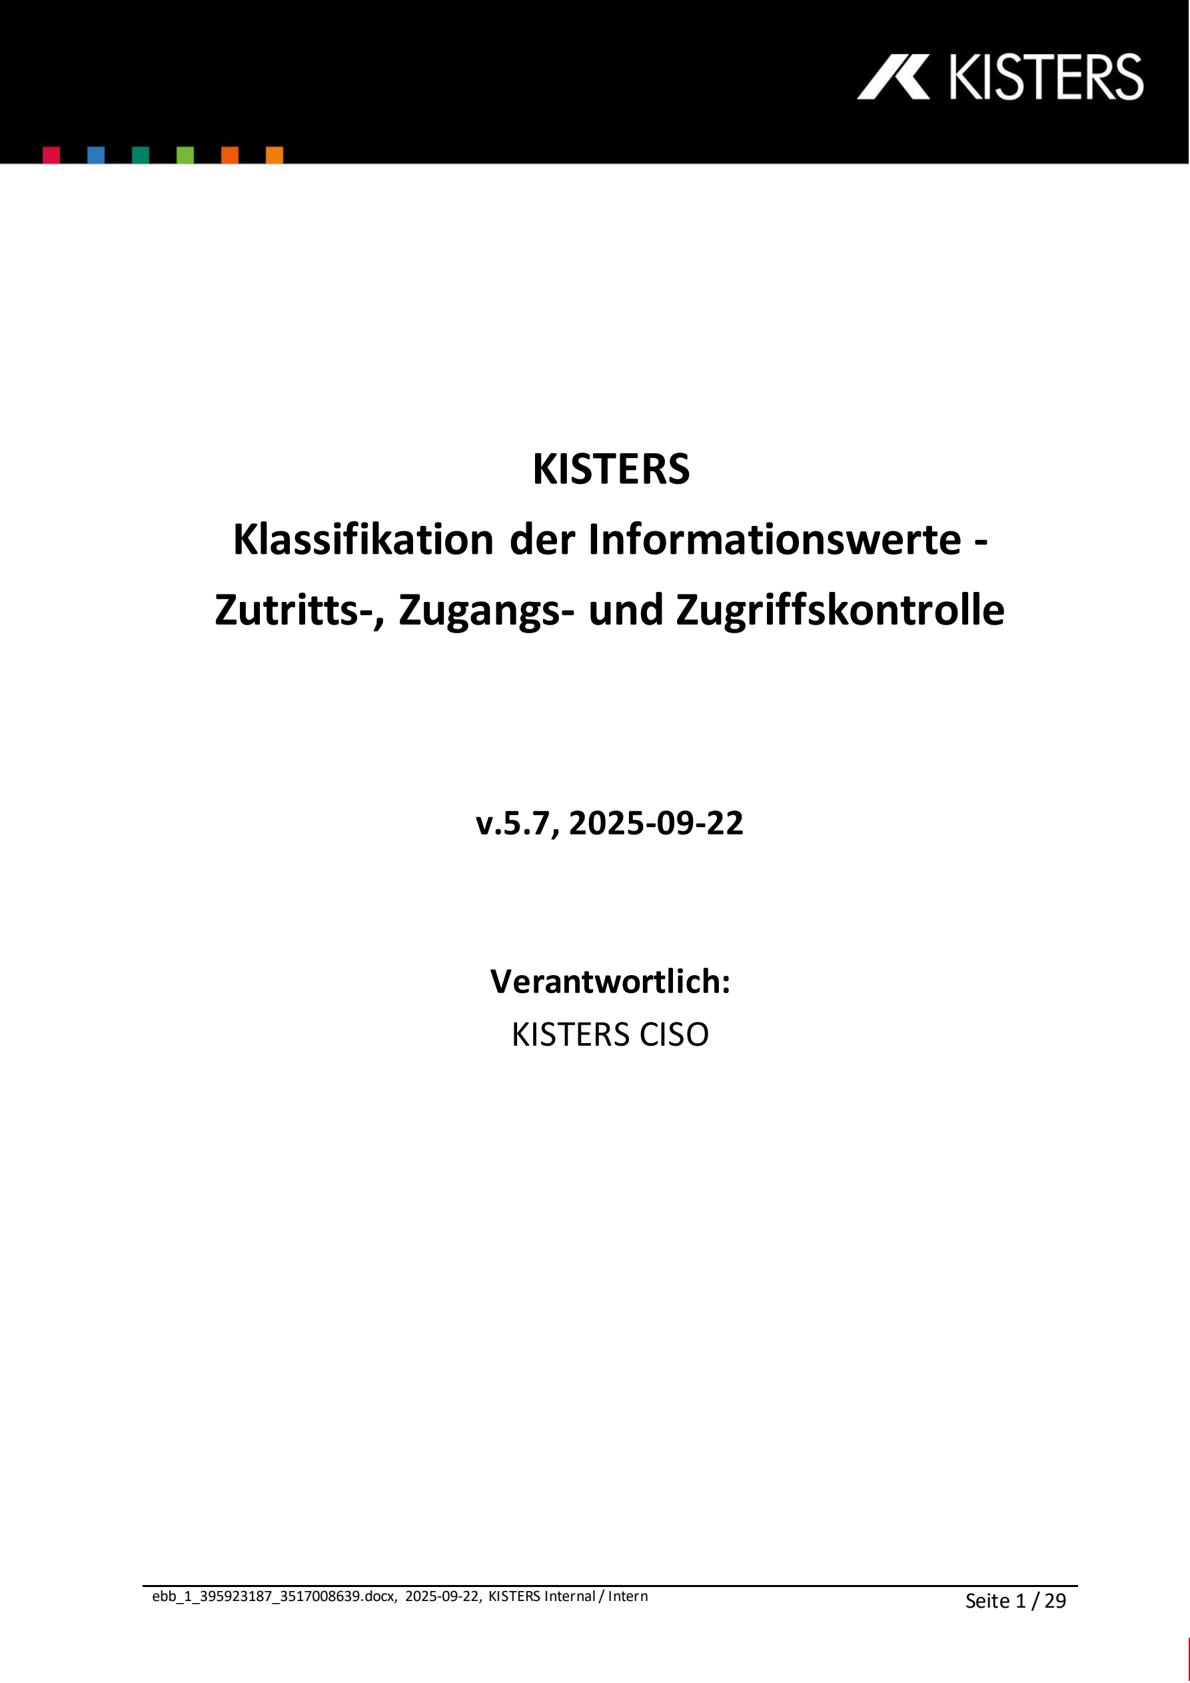 KISTERS
KISTERS
Klassifikation der Informationswerte -
Zutritts-, Zugangs- und Zugriffskontrolle
v.5.7, 2025-09-22
Verantwortlich:
KISTERS CISO
ebb_1_395923187_3517008639.docx, 2025-09-22, KISTERS Internal / Intern
Seite 1 / 29